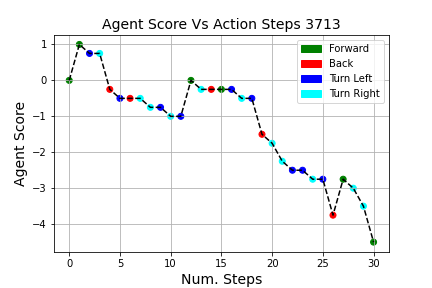 Agent Score Vs Action Steps 3713
Forward
Back
Turn Left
Turn Right
Agent Score
1
0
−1
−2
−3
−4
0 5 10 15 20 25 30
Num. Steps